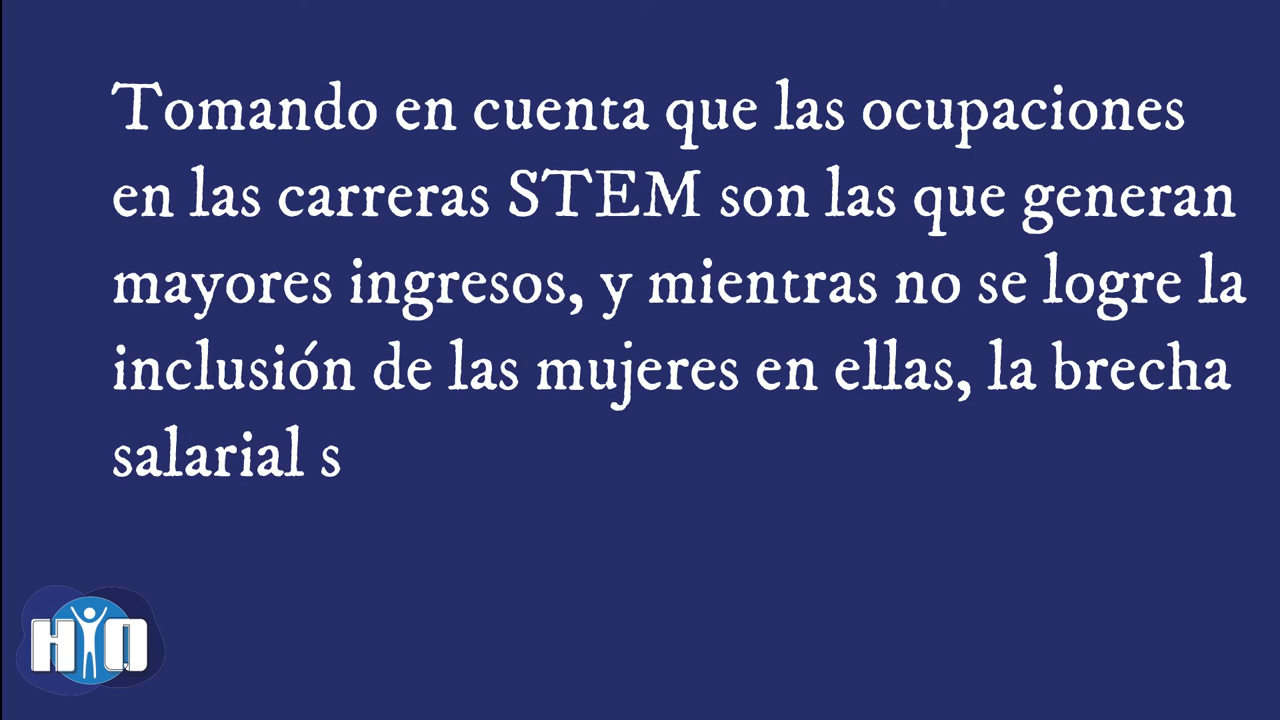 Tomando en cuenta que las ocupaciones
en las carreras STEM son las que generan
mayores ingresos, y mientras no se logre la
inclusión de las mujeres en ellas, la brecha
salarial s